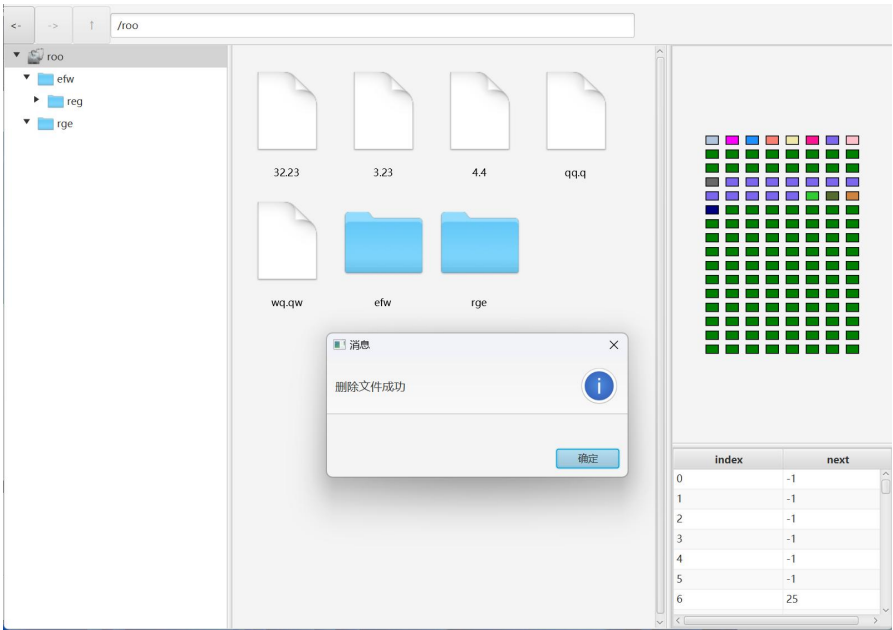 <- -> ↑ /roo
roo
efw
reg
rge
32.23 3.23 4.4 qq.q
wq.qw efw rge
消息
删除文件成功
确定
index next
0 -1
1 -1
2 -1
3 -1
4 -1
5 -1
6 25